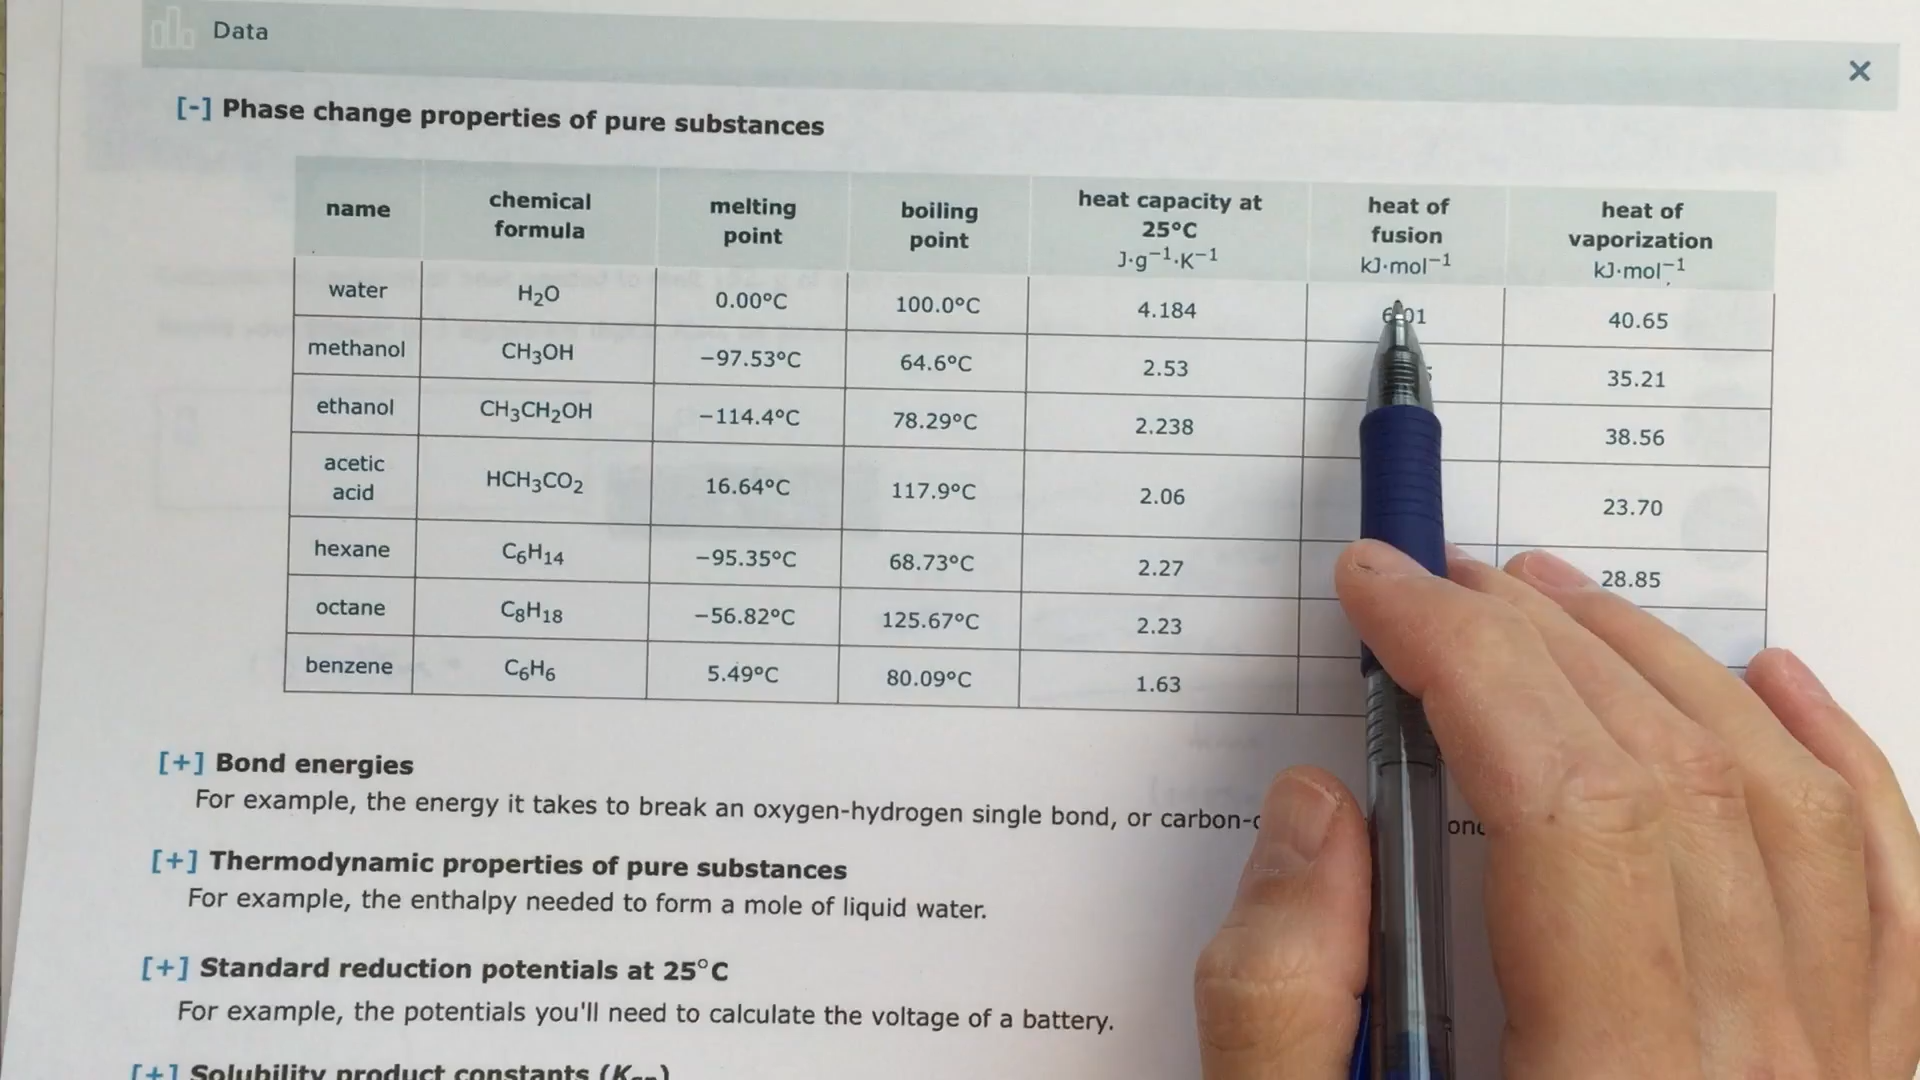 Data
×
[-] Phase change properties of pure substances
name chemical formula melting point boiling point heat capacity at 25°C J·g⁻¹·K⁻¹ heat of fusion kJ·mol⁻¹ heat of vaporization kJ·mol⁻¹
water H₂O 0.00°C 100.0°C 4.184 40.65
methanol CH₃OH −97.53°C 64.6°C 2.53 35.21
ethanol CH₃CH₂OH −114.4°C 78.29°C 2.238 38.56
acetic acid HCH₃CO₂ 16.64°C 117.9°C 2.06 23.70
hexane C₆H₁₄ −95.35°C 68.73°C 2.27 28.85
octane C₈H₁₈ −56.82°C 125.67°C 2.23
benzene C₆H₆ 5.49°C 80.09°C 1.63
[+] Bond energies
For example, the energy it takes to break an oxygen-hydrogen single bond, or
[+] Thermodynamic properties of pure substances
For example, the enthalpy needed to form a mole of liquid water.
[+] Standard reduction potentials at 25°C
For example, the potentials you'll need to calculate the voltage of a battery.
[+] Solubility product constants